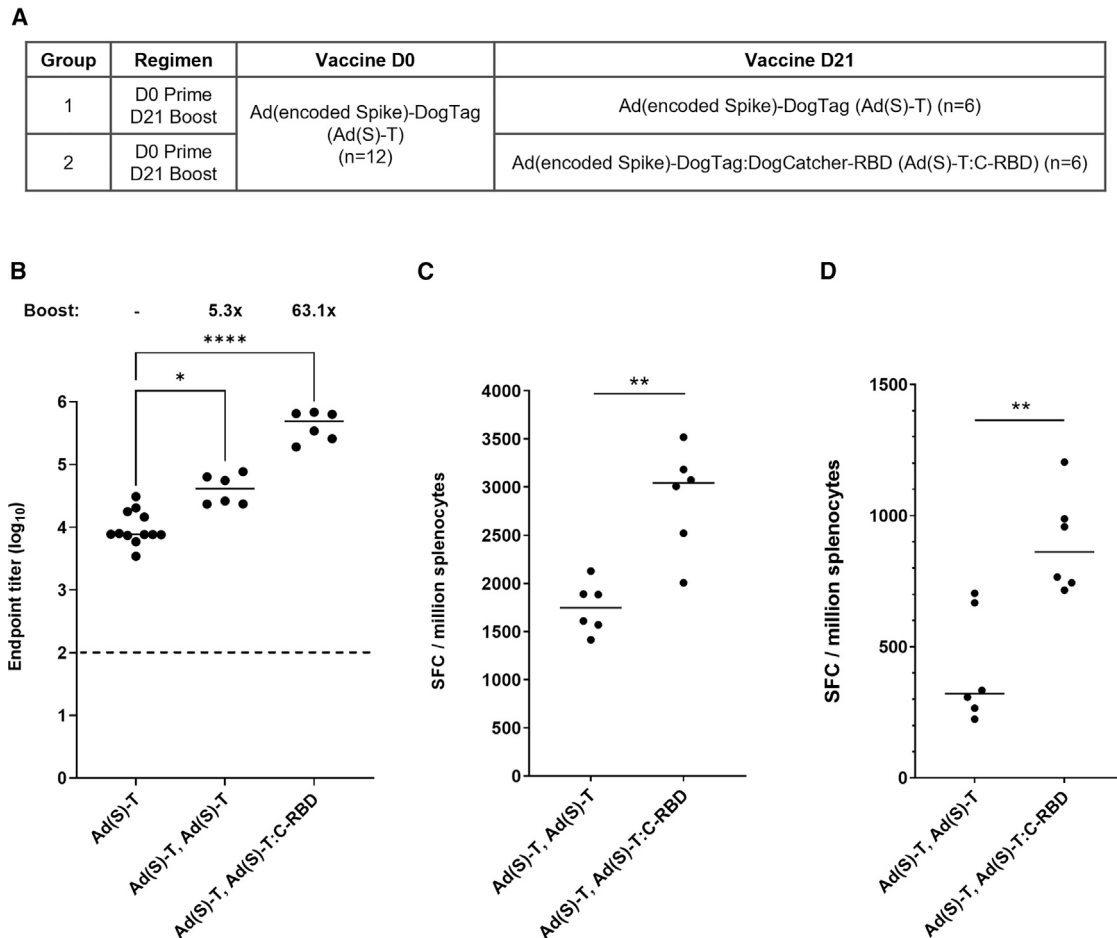 A
Group Regimen Vaccine D0 Vaccine D21
1 D0 Prime
D21 Boost
Ad(encoded Spike)-DogTag
(Ad(S)-T)
(n=12)
Ad(encoded Spike)-DogTag (Ad(S)-T) (n=6)
2 D0 Prime
D21 Boost
Ad(encoded Spike)-DogTag:DogCatcher-RBD (Ad(S)-T:C-RBD) (n=6)
B
Boost: - 5.3x 63.1x
****
*
Endpoint titer (log10)
6
5
4
3
2
1
0
Ad(S)-T
Ad(S)-T, Ad(S)-T
Ad(S)-T, Ad(S)-T:C-RBD
C
**
SFC / million splenocytes
4000
3500
3000
2500
2000
1500
1000
500
0
Ad(S)-T, Ad(S)-T
Ad(S)-T, Ad(S)-T:C-RBD
D
**
SFC / million splenocytes
1500
1000
500
0
Ad(S)-T, Ad(S)-T
Ad(S)-T, Ad(S)-T:C-RBD